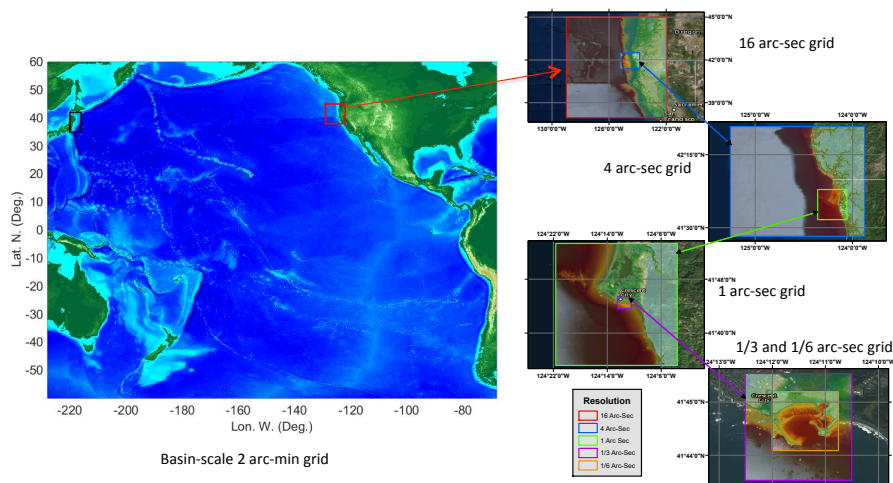 60
50
40
30
20
10
0
-10
-20
-30
-40
-50
-220
-200
-180
-160
-140
-120
-100
-80
Lat. N. (Deg.)
Lon. W. (Deg.)
Basin-scale 2 arc-min grid
16 arc-sec grid
45°0'0"N
42°0'0"N
39°0'0"N
130°0'0"W
126°0'0"W
122°0'0"W
4 arc-sec grid
125°0'0"W
124°0'0"W
42°15'0"N
41°30'0"N
125°0'0"W
124°0'0"W
1 arc-sec grid
124°22'0"W
124°14'0"W
124°6'0"W
41°48'0"N
41°40'0"N
Crescent
City
124°22'0"W
124°14'0"W
124°6'0"W
1/3 and 1/6 arc-sec grid
124°13'0"W
124°12'0"W
124°11'0"W
124°10'0"W
41°45'0"N
41°44'0"N
Crescent
City
Resolution
16 Arc-Sec
4 Arc-Sec
1 Arc Sec
1/3 Arc-Sec
1/6 Arc-Sec